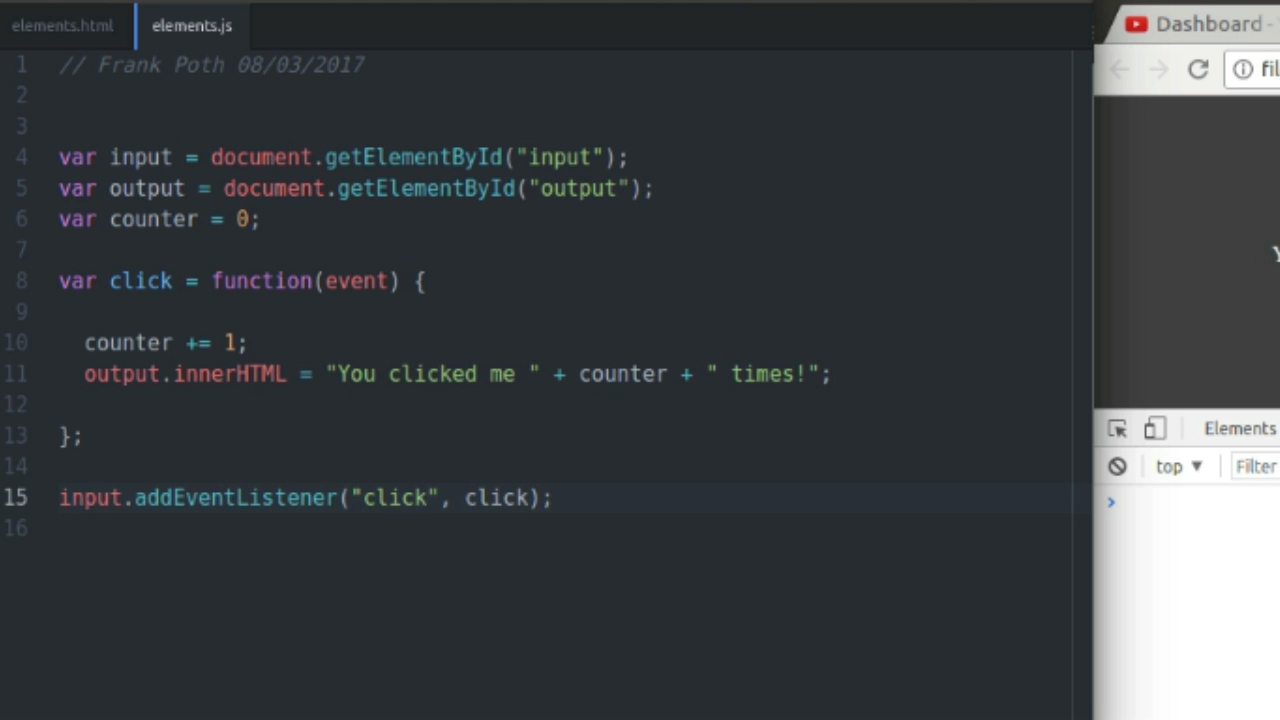 elements.html
elements.js
1 // Frank Poth 08/03/2017
2
3
4 var input = document.getElementById("input");
5 var output = document.getElementById("output");
6 var counter = 0;
7
8 var click = function(event) {
9
10 counter += 1;
11 output.innerHTML = "You clicked me " + counter + " times!";
12
13 };
14
15 input.addEventListener("click", click);
16
Dashboard -
fil
Elements
top ▼ Filter